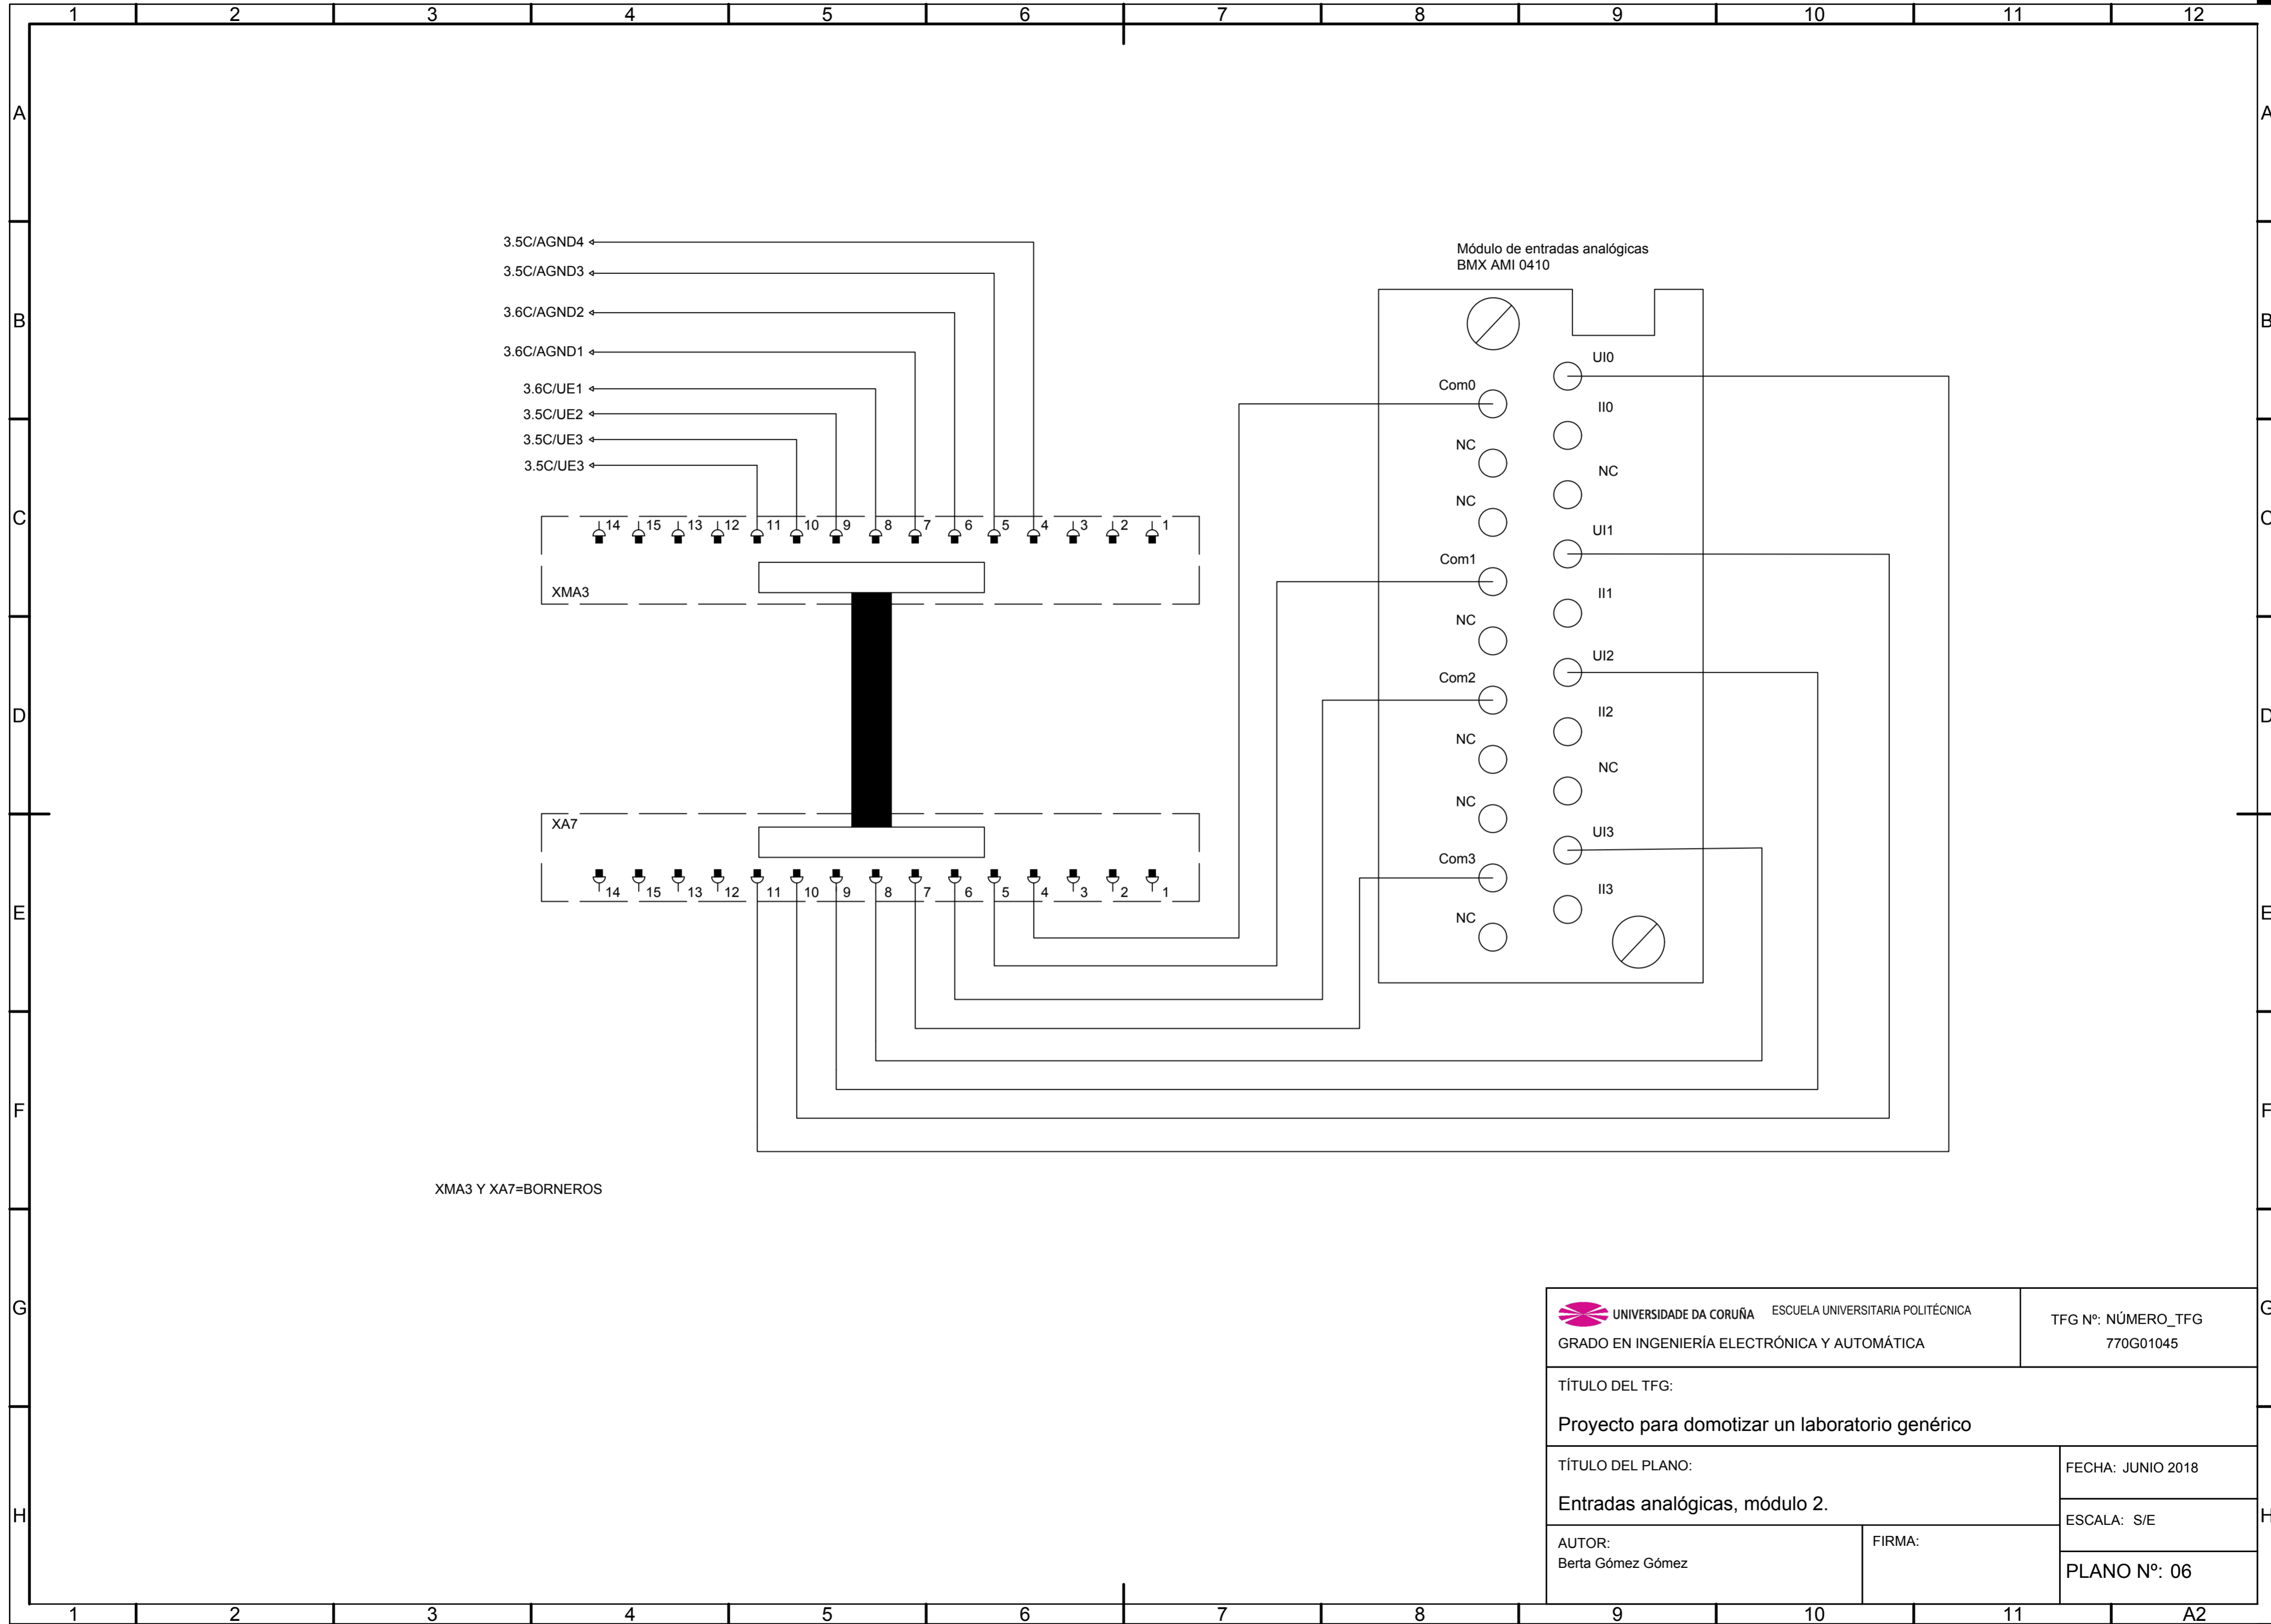 1 2 3 4 5 6 7 8 9 10 11 12
A A
B B
C C
D D
E E
F F
G G
H H
3.5C/AGND4
3.5C/AGND3
3.6C/AGND2
3.6C/AGND1
3.6C/UE1
3.5C/UE2
3.5C/UE3
3.5C/UE3
14 15 13 12 11 10 9 8 7 6 5 4 3 2 1
XMA3
XA7
14 15 13 12 11 10 9 8 7 6 5 4 3 2 1
XMA3 Y XA7=BORNEROS
Módulo de entradas analógicas
BMX AMI 0410
UI0
Com0
II0
NC
NC
NC
UI1
Com1
II1
NC
UI2
Com2
II2
NC
NC
NC
UI3
Com3
II3
NC
UNIVERSIDADE DA CORUÑA ESCUELA UNIVERSITARIA POLITÉCNICA
GRADO EN INGENIERÍA ELECTRÓNICA Y AUTOMÁTICA
TFG Nº: NÚMERO_TFG
770G01045
TÍTULO DEL TFG:
Proyecto para domotizar un laboratorio genérico
TÍTULO DEL PLANO:
Entradas analógicas, módulo 2.
FECHA: JUNIO 2018
ESCALA: S/E
AUTOR:
Berta Gómez Gómez
FIRMA:
PLANO Nº: 06
1 2 3 4 5 6 7 8 9 10 11 A2